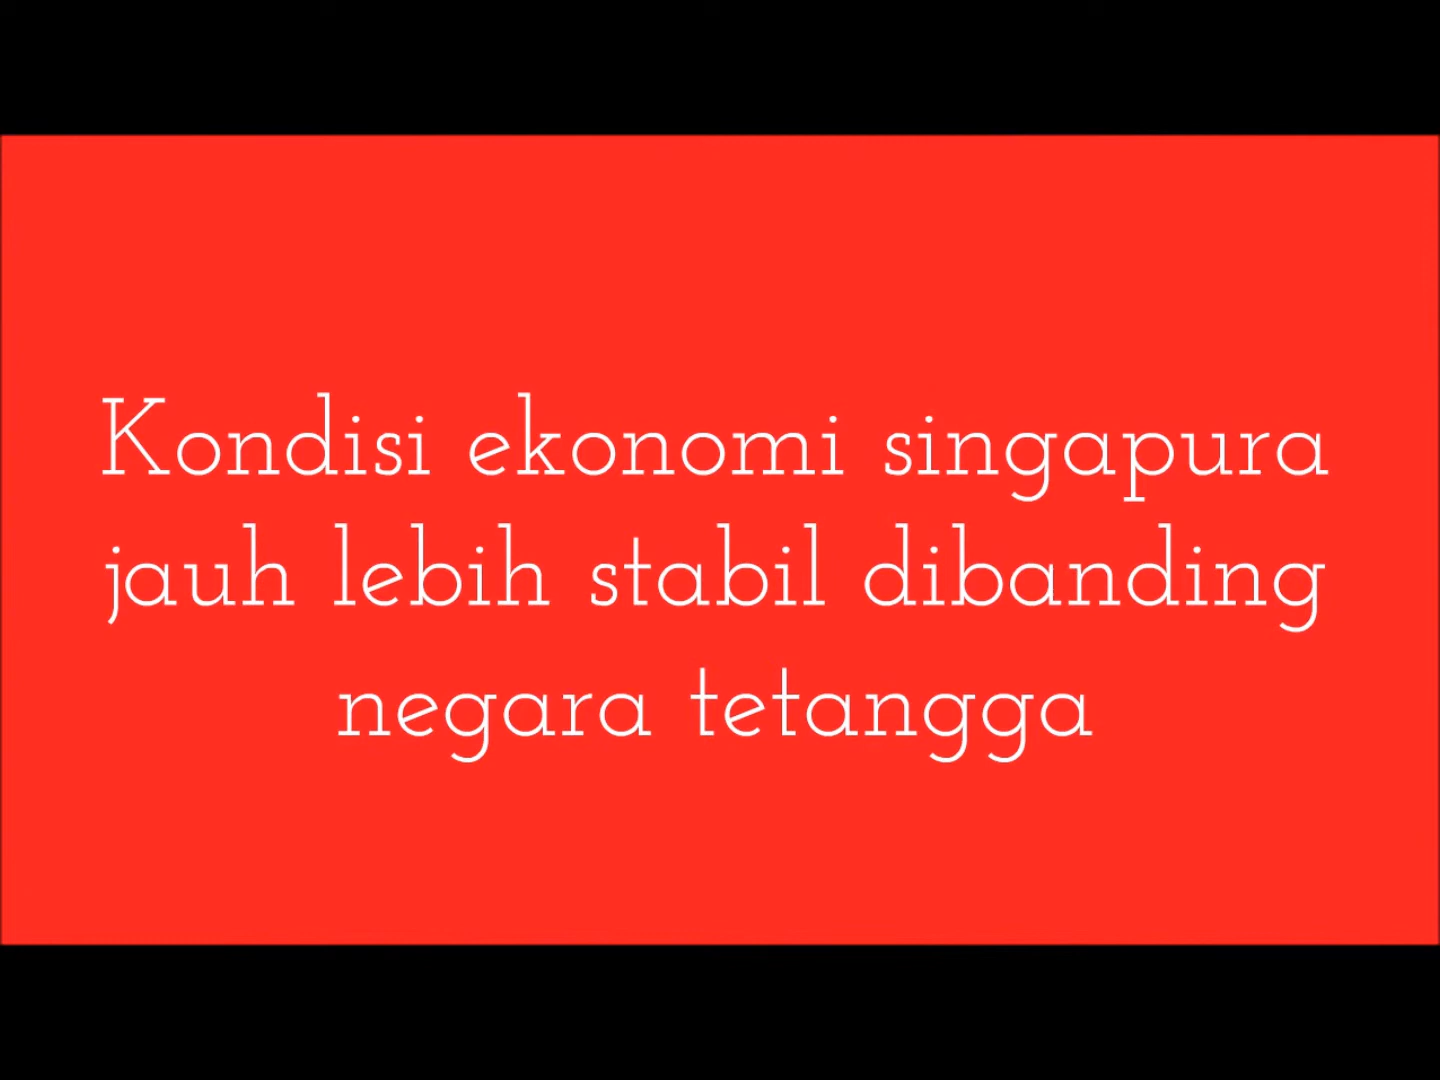 Kondisi ekonomi singapura
jauh lebih stabil dibanding
negara tetangga